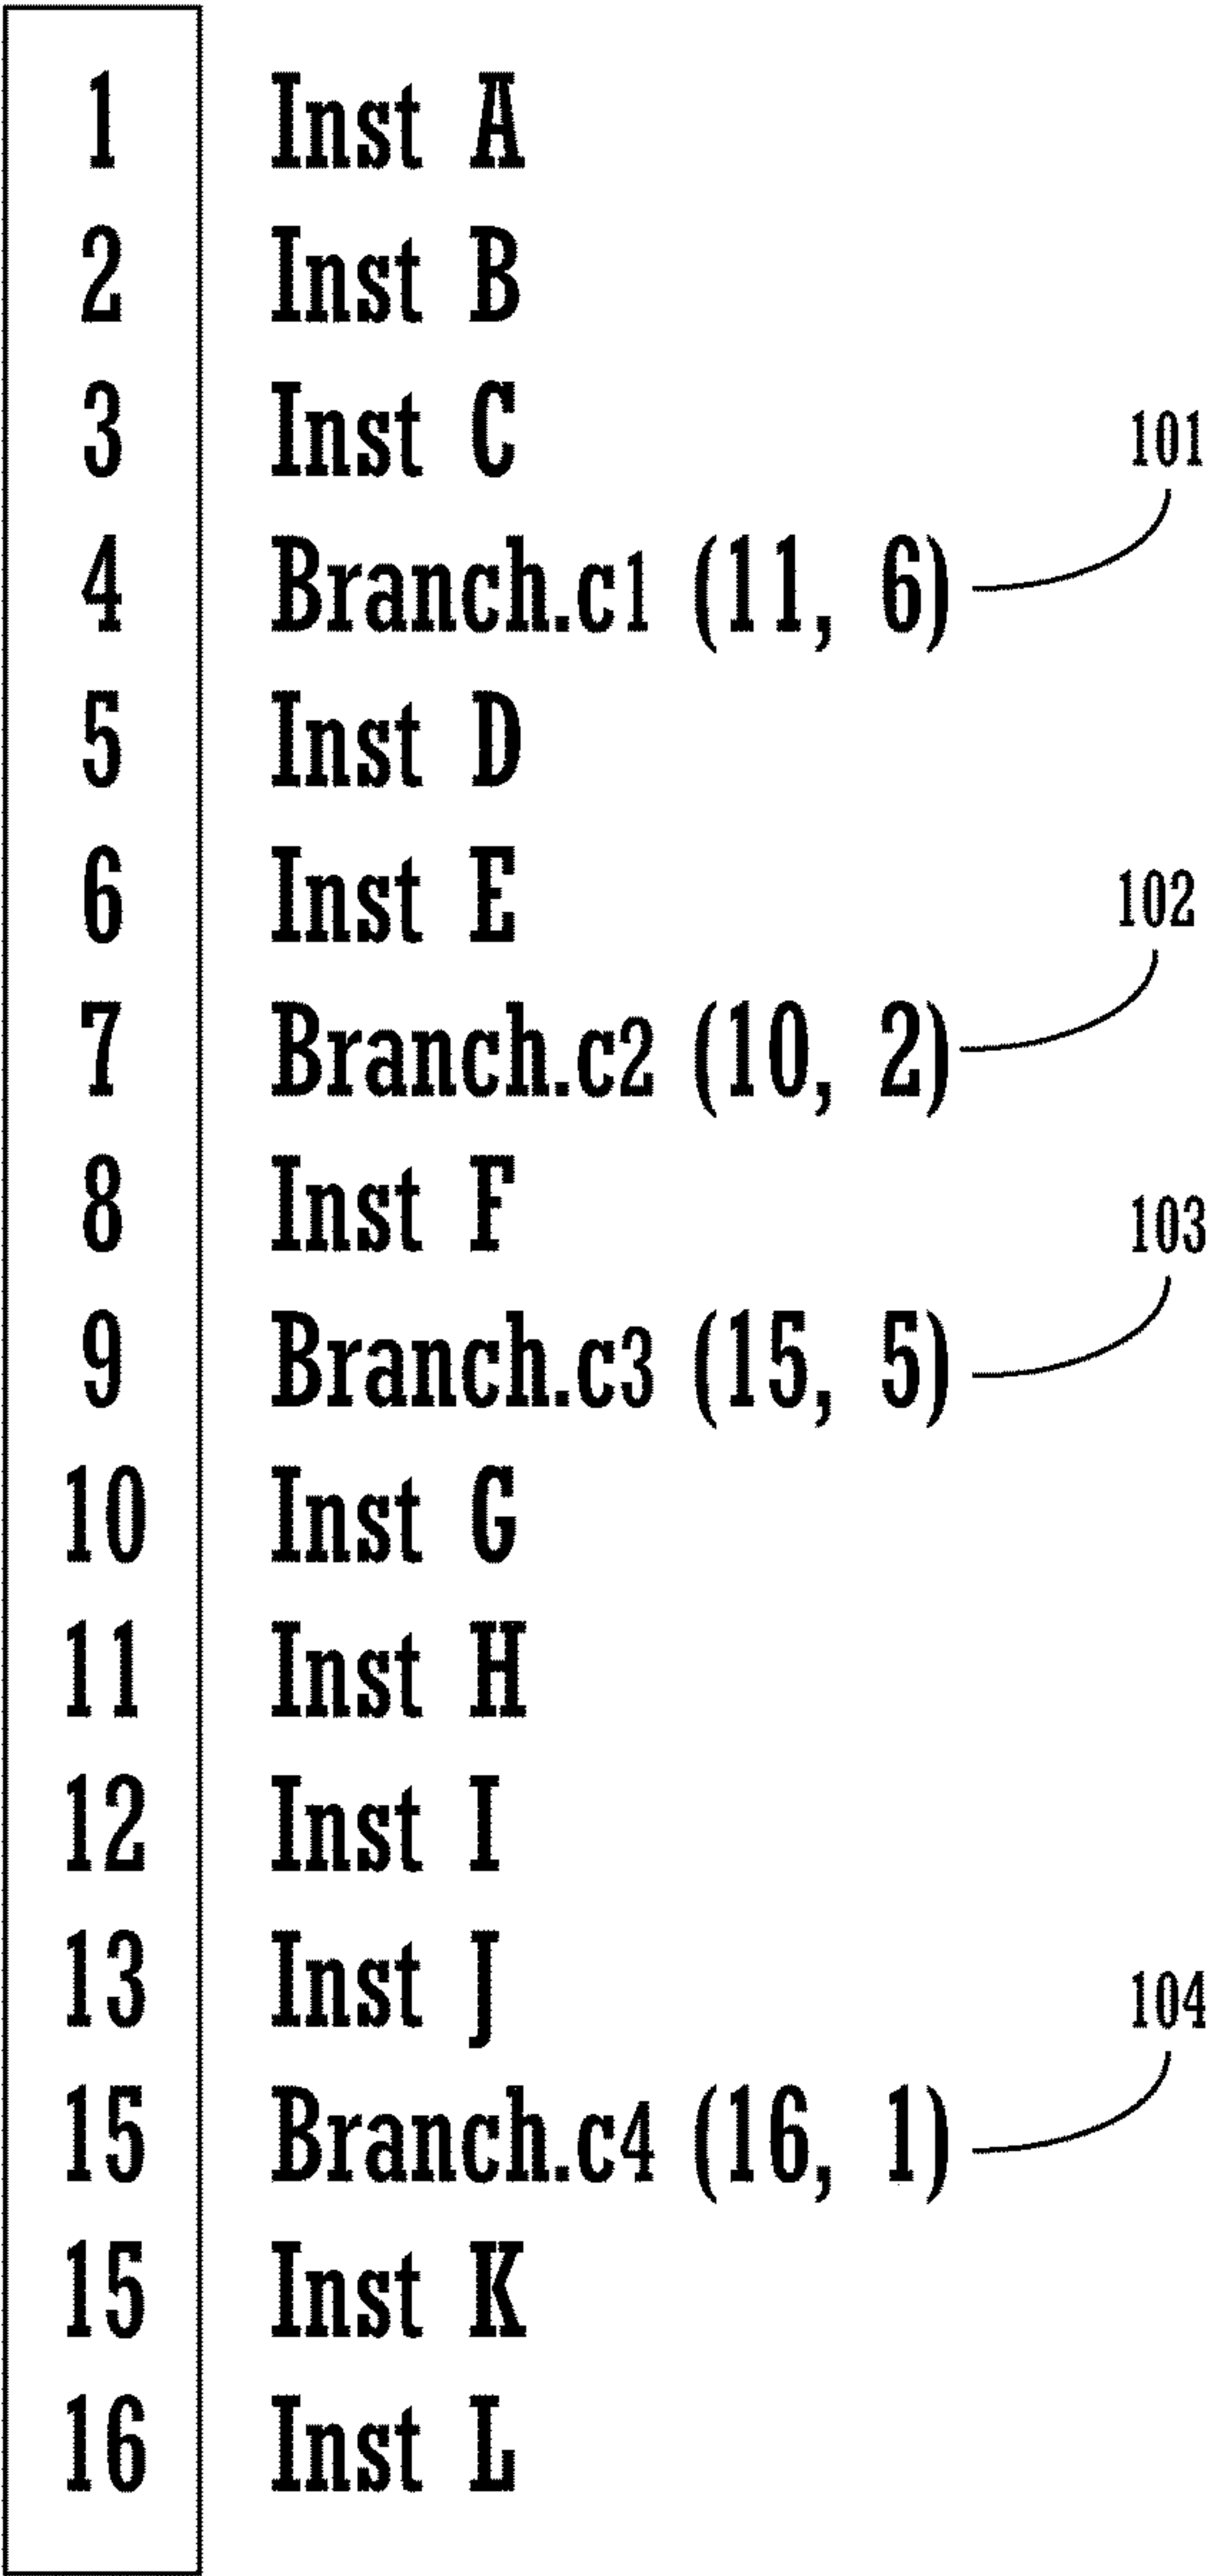 1 Inst A
2 Inst B
3 Inst C
101
4 Branch.c1 (11, 6)
5 Inst D
6 Inst E
102
7 Branch.c2 (10, 2)
8 Inst F
103
9 Branch.c3 (15, 5)
10 Inst G
11 Inst H
12 Inst I
13 Inst J
104
15 Branch.c4 (16, 1)
15 Inst K
16 Inst L